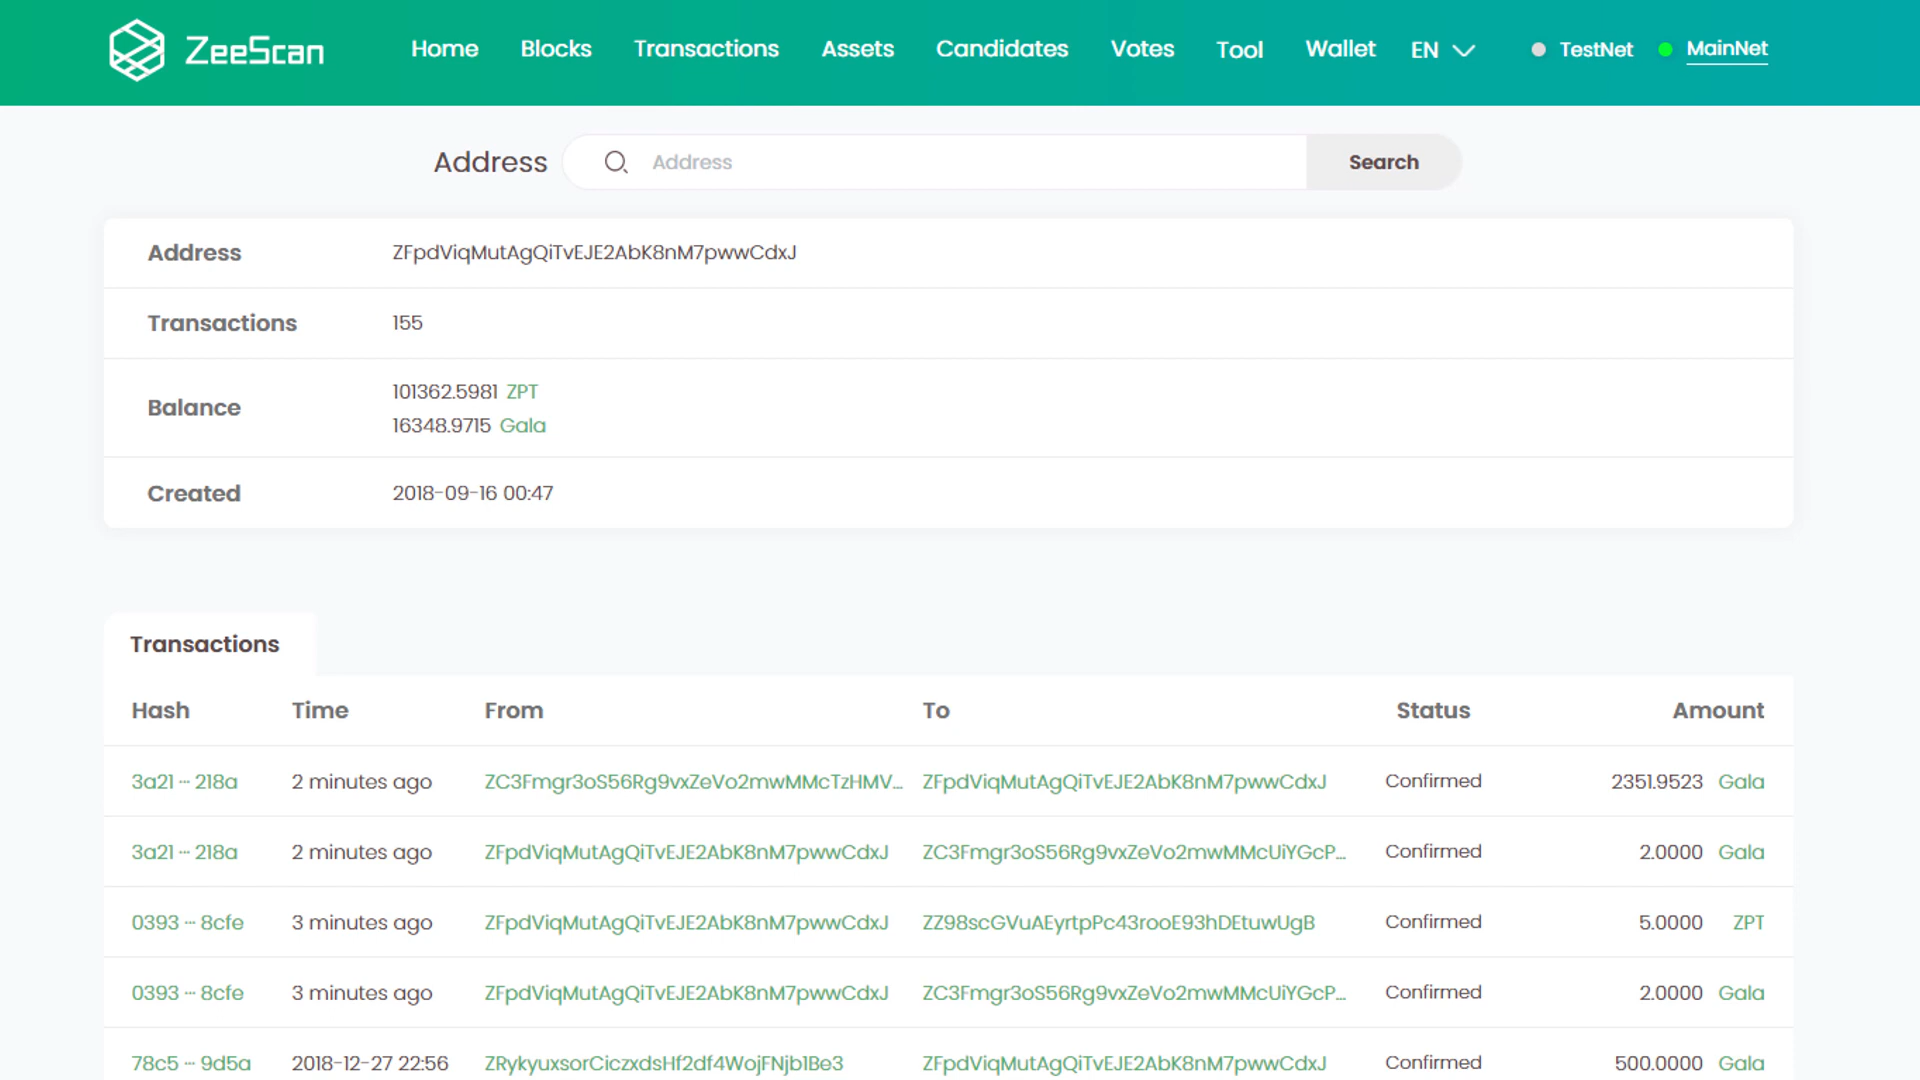 ZeeScan Home Blocks Transactions Assets Candidates Votes Tool Wallet EN TestNet MainNet
Address Address Search
Address ZFpdViqMutAgQiTvEJE2AbK8nM7pwwCdxJ
Transactions 155
Balance 101362.5981 ZPT
16348.9715 Gala
Created 2018-09-16 00:47
Transactions
Hash Time From To Status Amount
3a21 ··· 218a 2 minutes ago ZC3Fmgr3oS56Rg9vxZeVo2mwMMcTzHMV... ZFpdViqMutAgQiTvEJE2AbK8nM7pwwCdxJ Confirmed 2351.9523 Gala
3a21 ··· 218a 2 minutes ago ZFpdViqMutAgQiTvEJE2AbK8nM7pwwCdxJ ZC3Fmgr3oS56Rg9vxZeVo2mwMMcUiYGcP... Confirmed 2.0000 Gala
0393 ··· 8cfe 3 minutes ago ZFpdViqMutAgQiTvEJE2AbK8nM7pwwCdxJ ZZ98scGVuAEyrtpPc43rooE93hDEtuwUgB Confirmed 5.0000 ZPT
0393 ··· 8cfe 3 minutes ago ZFpdViqMutAgQiTvEJE2AbK8nM7pwwCdxJ ZC3Fmgr3oS56Rg9vxZeVo2mwMMcUiYGcP... Confirmed 2.0000 Gala
78c5 ··· 9d5a 2018-12-27 22:56 ZRykyuxsorCiczxdsHf2df4WojFNjb1Be3 ZFpdViqMutAgQiTvEJE2AbK8nM7pwwCdxJ Confirmed 500.0000 Gala